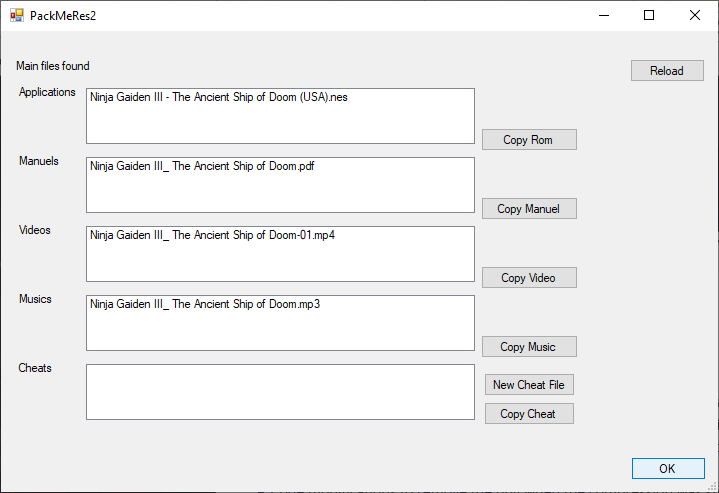 PackMeRes2
Main files found
Reload
Applications
Ninja Gaiden III - The Ancient Ship of Doom (USA).nes
Copy Rom
Manuels
Ninja Gaiden III_ The Ancient Ship of Doom.pdf
Copy Manuel
Videos
Ninja Gaiden III_ The Ancient Ship of Doom-01.mp4
Copy Video
Musics
Ninja Gaiden III_ The Ancient Ship of Doom.mp3
Copy Music
Cheats
New Cheat File
Copy Cheat
OK